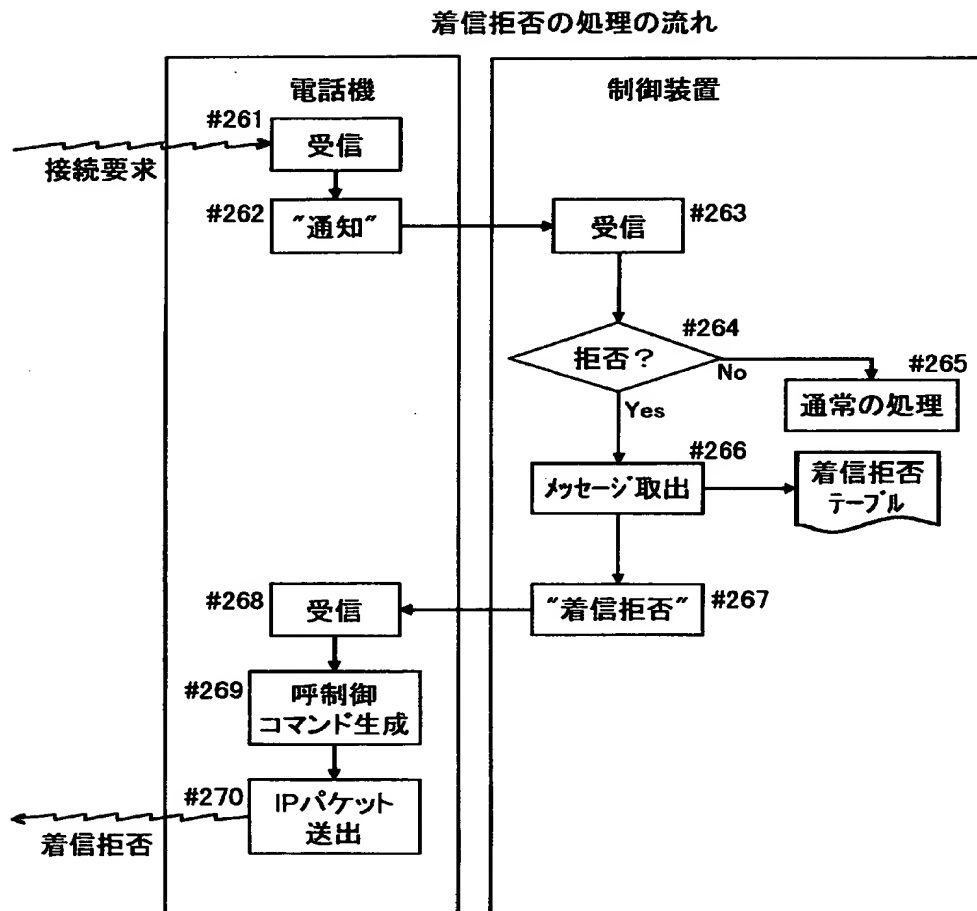 着信拒否の処理の流れ
電話機
制御装置
#261
受信
接続要求
#262
"通知"
受信
#263
#264
拒否?
No
#265
通常の処理
Yes
#266
メッセージ取出
着信拒否
テーブル
#268
受信
"着信拒否"
#267
#269
呼制御
コマンド生成
#270
IPパケット
送出
着信拒否